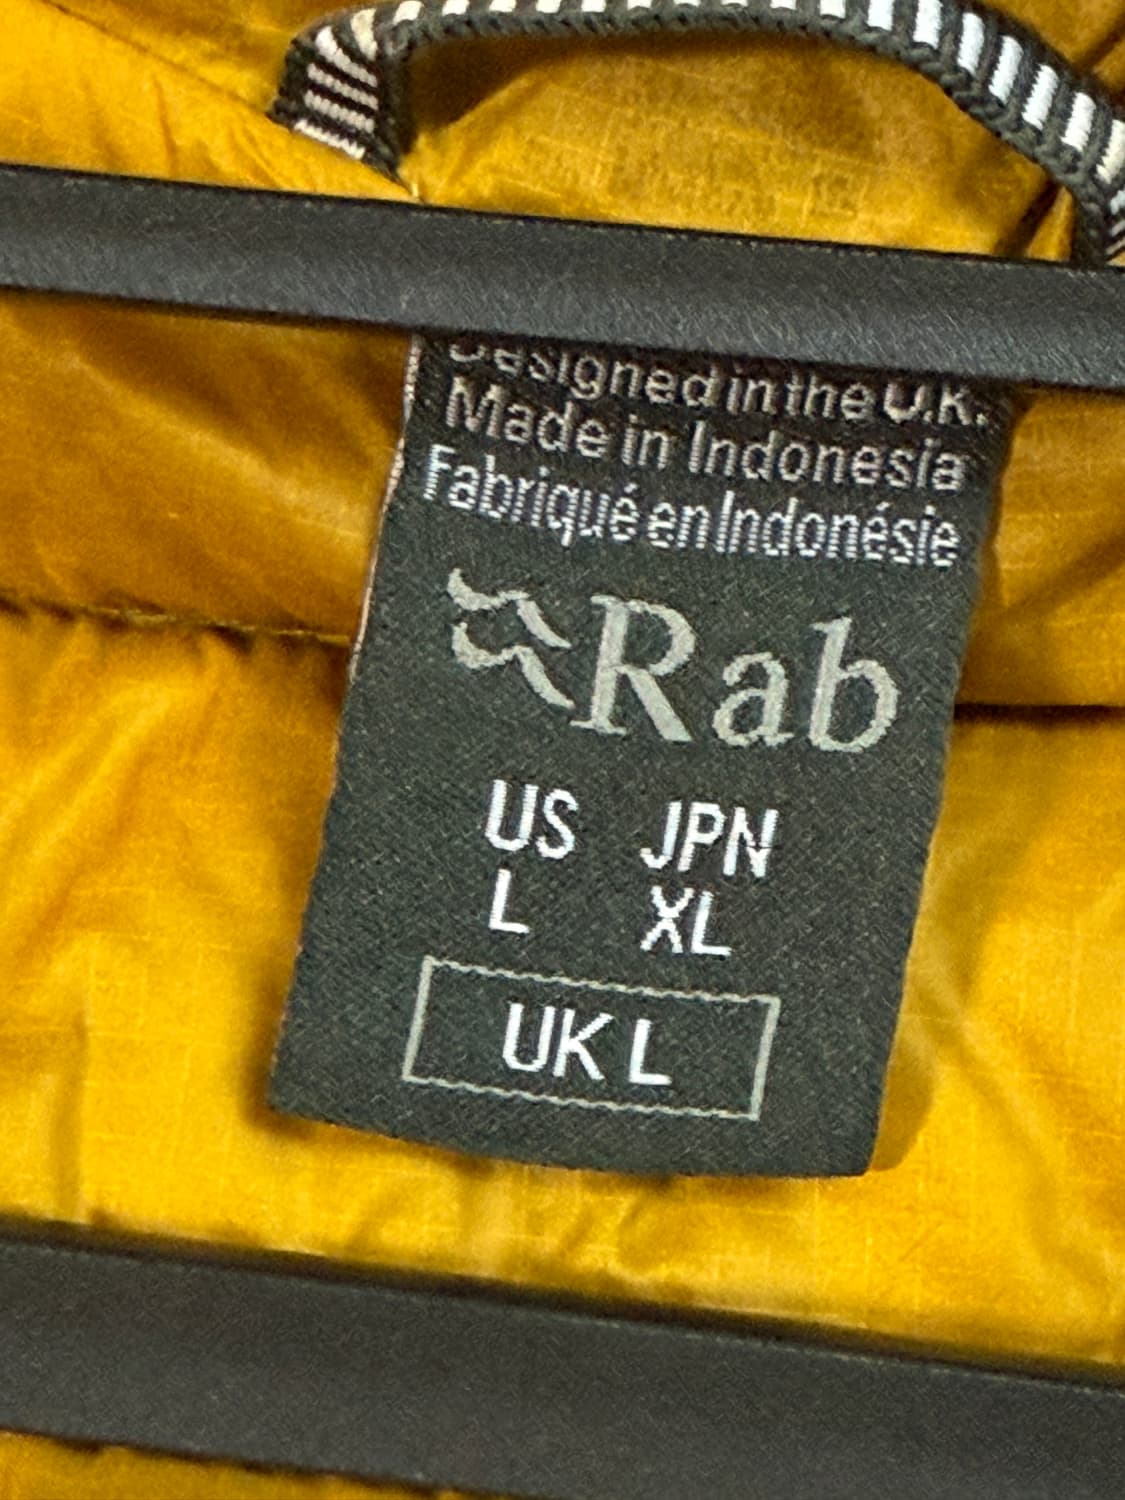 Designed in the U.K.
Made in Indonesia
Fabriqué en Indonésie
Rab
US JPN
L XL
UK L